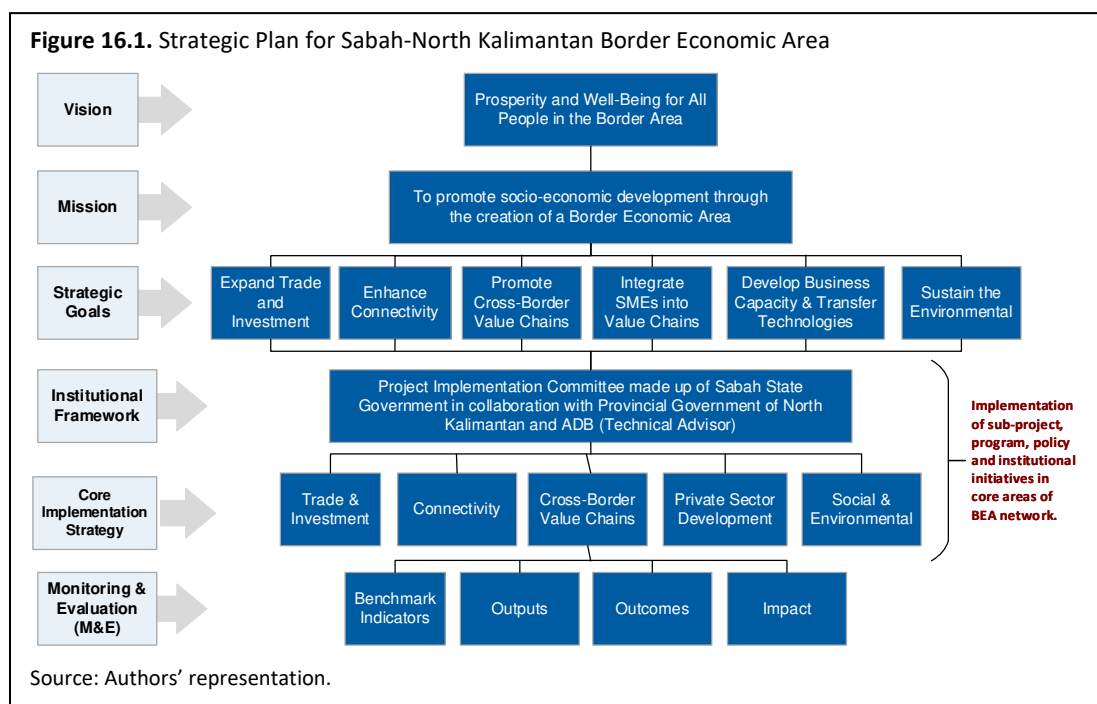 Figure 16.1. Strategic Plan for Sabah-North Kalimantan Border Economic Area
Vision
Prosperity and Well-Being for All
People in the Border Area
Mission
To promote socio-economic development through
the creation of a Border Economic Area
Strategic
Goals
Expand Trade
and
Investment
Enhance
Connectivity
Promote
Cross-Border
Value Chains
Integrate
SMEs into
Value Chains
Develop Business
Capacity & Transfer
Technologies
Sustain the
Environmental
Institutional
Framework
Project Implementation Committee made up of Sabah State
Government in collaboration with Provincial Government of North
Kalimantan and ADB (Technical Advisor)
Implementation
of sub-project,
program, policy
and institutional
initiatives in
core areas of
BEA network.
Core
Implementation
Strategy
Trade &
Investment
Connectivity
Cross-Border
Value Chains
Private Sector
Development
Social &
Environmental
Monitoring &
Evaluation
(M&E)
Benchmark
Indicators
Outputs
Outcomes
Impact
Source: Authors’ representation.